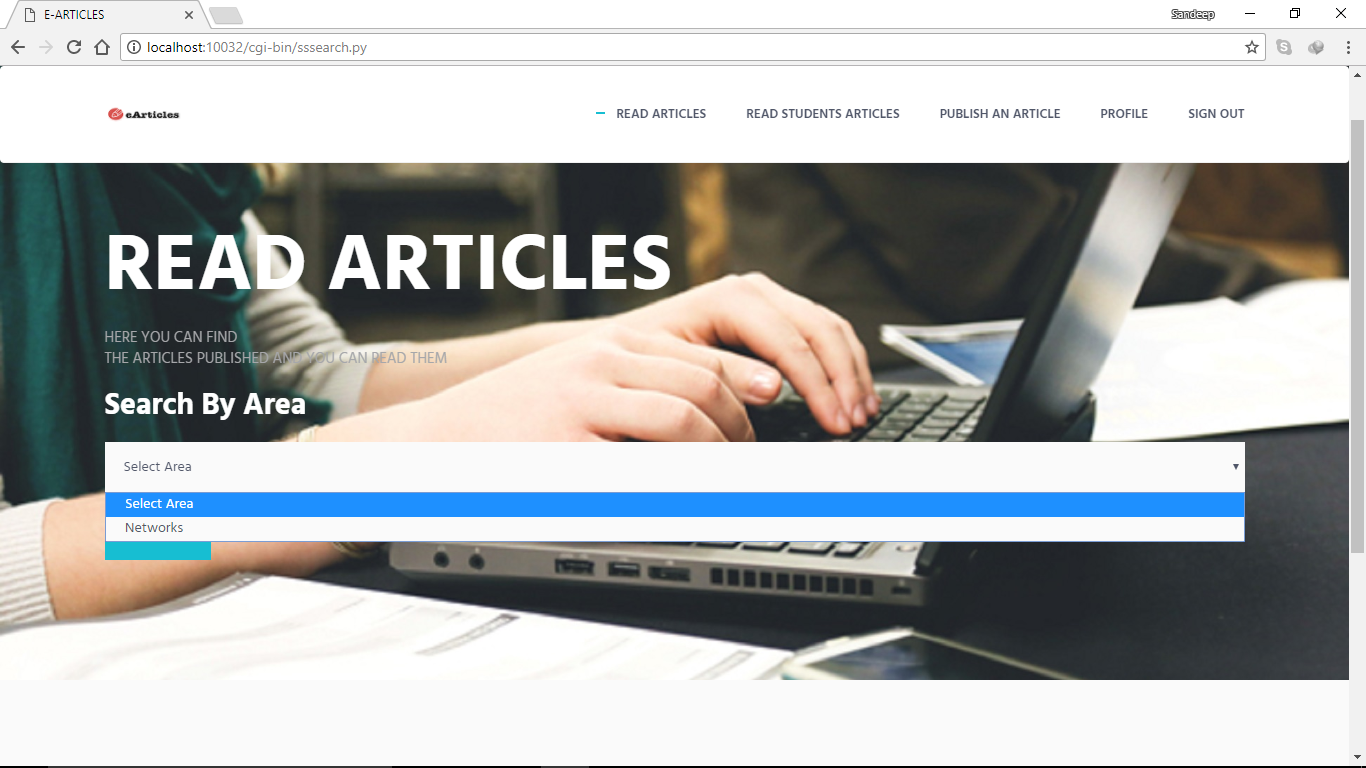 E-ARTICLES
Sandeep
localhost:10032/cgi-bin/sssearch.py
eArticles
READ ARTICLES
READ STUDENTS ARTICLES
PUBLISH AN ARTICLE
PROFILE
SIGN OUT
READ ARTICLES
HERE YOU CAN FIND
THE ARTICLES PUBLISHED AND YOU CAN READ THEM
Search By Area
Select Area
Select Area
Networks